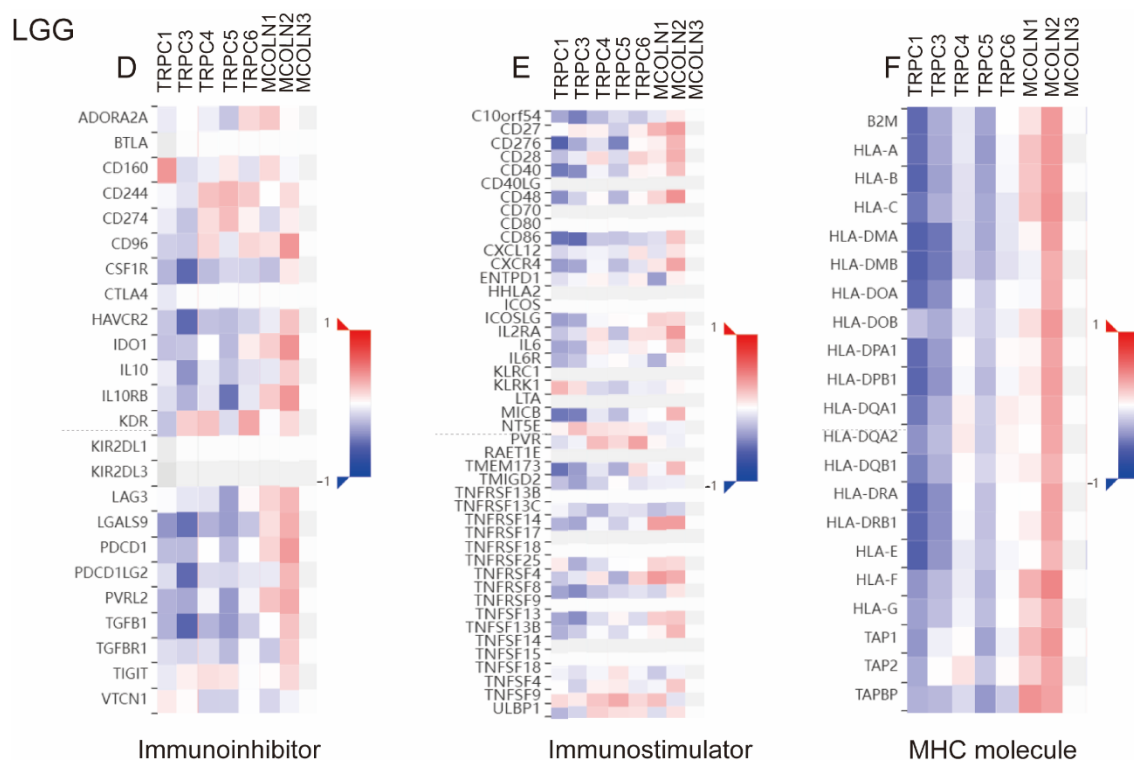 LGG
D
TRPC1
TRPC3
TRPC4
TRPC5
TRPC6
MCOLN1
MCOLN2
MCOLN3
ADORA2A
BTLA
CD160
CD244
CD274
CD96
CSF1R
CTLA4
HAVCR2
IDO1
IL10
IL10RB
KDR
KIR2DL1
KIR2DL3
LAG3
LGALS9
PDCD1
PDCD1LG2
PVRL2
TGFB1
TGFBR1
TIGIT
VTCN1
1
-1
Immunoinhibitor
E
TRPC1
TRPC3
TRPC4
TRPC5
TRPC6
MCOLN1
MCOLN2
MCOLN3
C10orf54
CD27
CD276
CD28
CD40
CD40LG
CD48
CD70
CD80
CD86
CXCL12
CXCR4
ENTPD1
HHLA2
ICOS
ICOSLG
IL2RA
IL6
IL6R
KLRC1
KLRK1
LTA
MICB
NT5E
PVR
RAET1E
TMEM173
TMIGD2
TNFRSF13B
TNFRSF13C
TNFRSF14
TNFRSF17
TNFRSF18
TNFRSF25
TNFRSF4
TNFRSF8
TNFRSF9
TNFSF13
TNFSF13B
TNFSF14
TNFSF15
TNFSF18
TNFSF4
TNFSF9
ULBP1
1
-1
Immunostimulator
F
TRPC1
TRPC3
TRPC4
TRPC5
TRPC6
MCOLN1
MCOLN2
MCOLN3
B2M
HLA-A
HLA-B
HLA-C
HLA-DMA
HLA-DMB
HLA-DOA
HLA-DOB
HLA-DPA1
HLA-DPB1
HLA-DQA1
HLA-DQA2
HLA-DQB1
HLA-DRA
HLA-DRB1
HLA-E
HLA-F
HLA-G
TAP1
TAP2
TAPBP
1
-1
MHC molecule